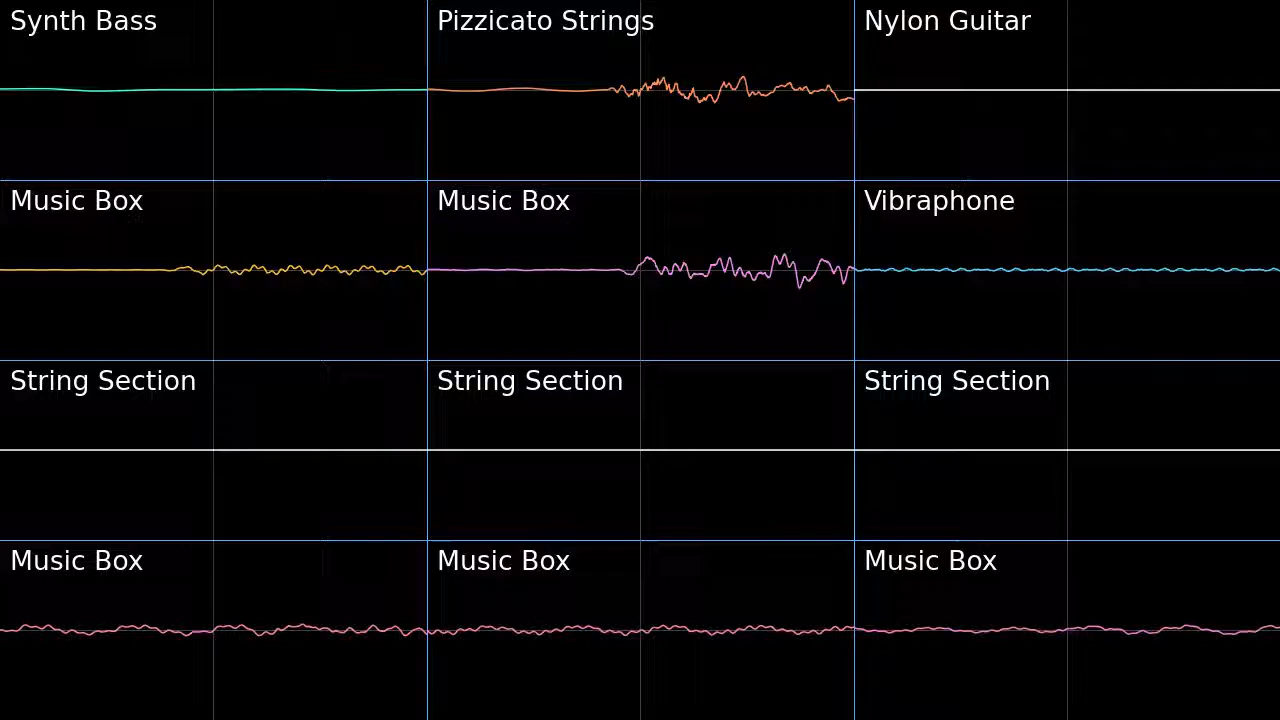 Synth Bass
Pizzicato Strings
Nylon Guitar
Music Box
Music Box
Vibraphone
String Section
String Section
String Section
Music Box
Music Box
Music Box